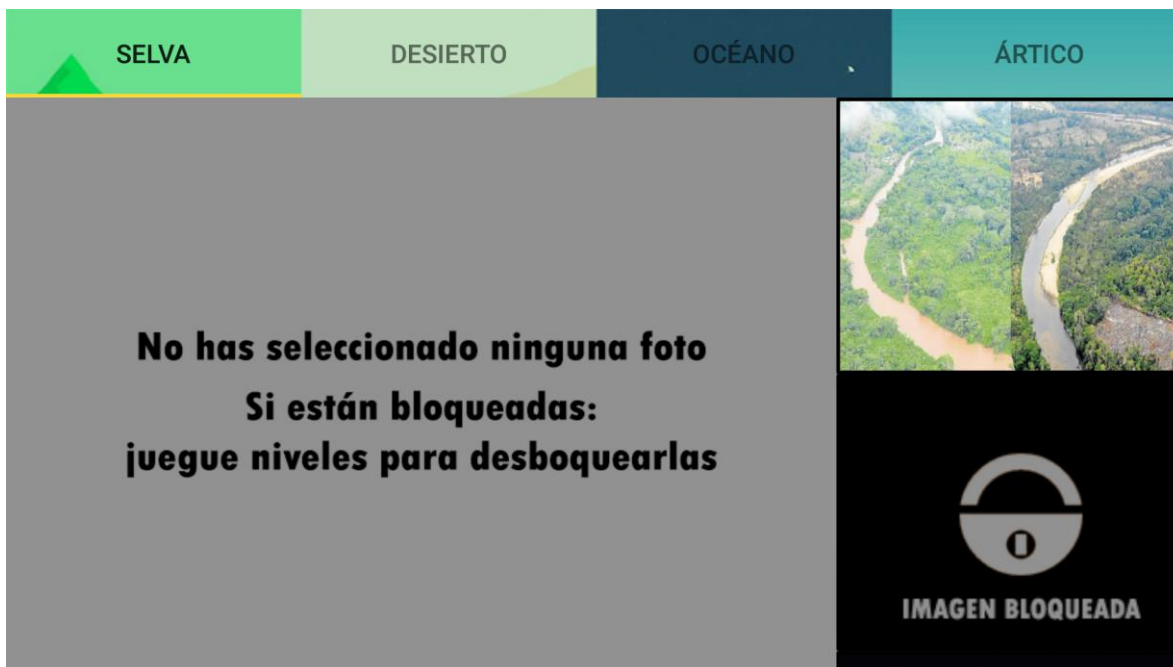 SELVA
DESIERTO
OCÉANO
ÁRTICO
No has seleccionado ninguna foto
Si están bloqueadas:
juegue niveles para desboquearlas
IMAGEN BLOQUEADA